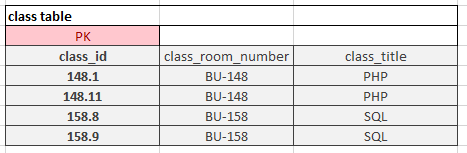 class table
PK
class_id class_room_number class_title
148.1 BU-148 PHP
148.11 BU-148 PHP
158.8 BU-158 SQL
158.9 BU-158 SQL